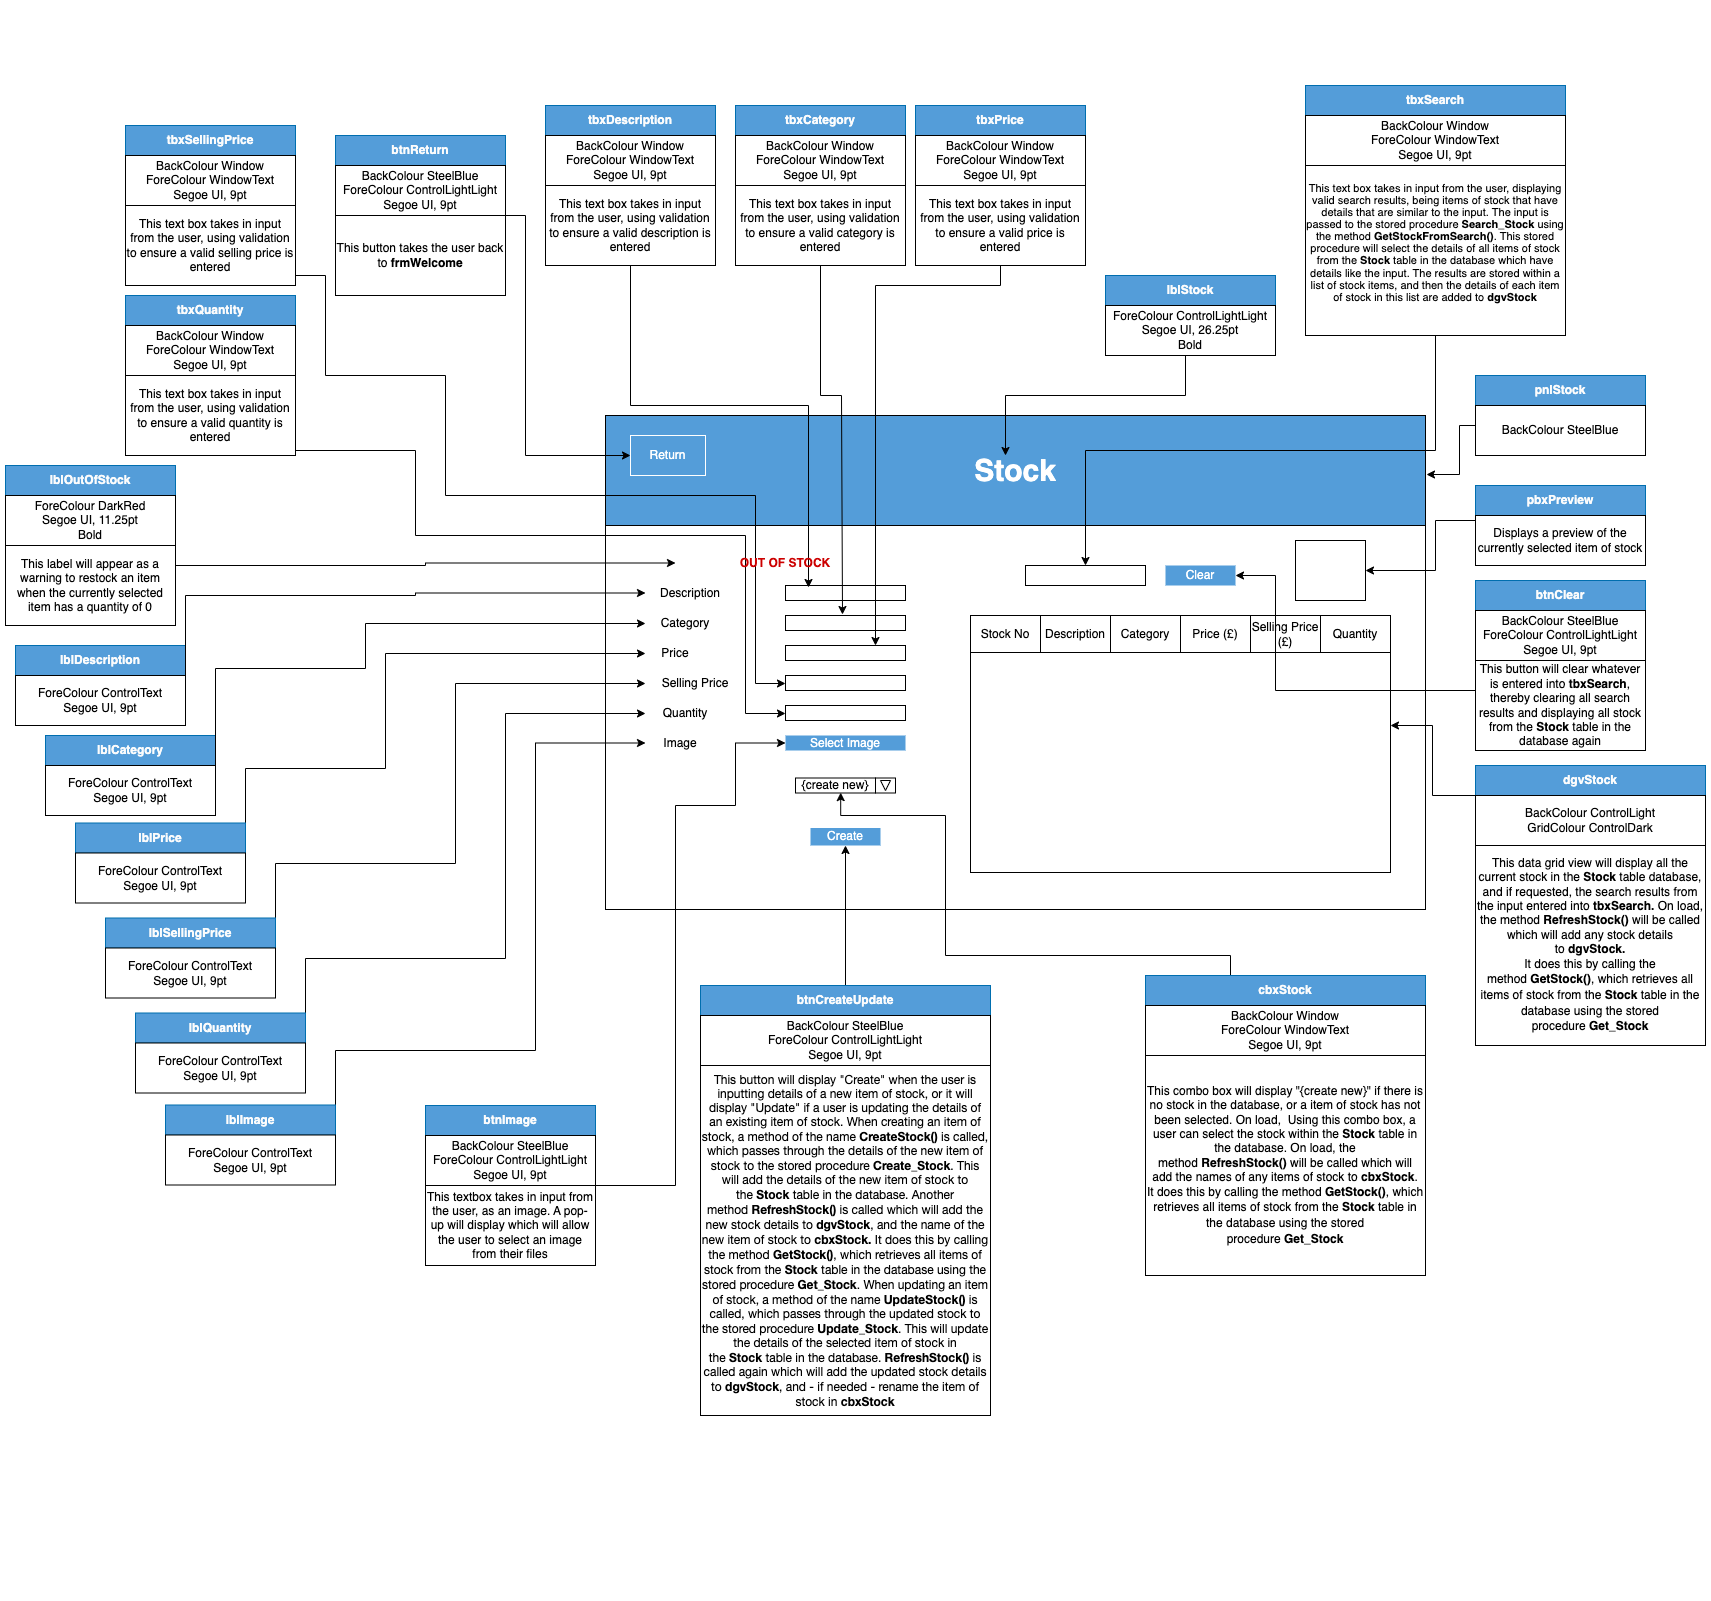 tbxSearch
BackColour Window
ForeColour WindowText
Segoe UI, 9pt
This text box takes in input from the user, displaying
valid search results, being items of stock that have
details that are similar to the input. The input is
passed to the stored procedure Search_Stock using
the method GetStockFromSearch(). This stored
procedure will select the details of all items of stock
from the Stock table in the database which have
details like the input. The results are stored within a
list of stock items, and then the details of each item
of stock in this list are added to dgvStock
tbxDescription
BackColour Window
ForeColour WindowText
Segoe UI, 9pt
This text box takes in input
from the user, using validation
to ensure a valid description is
entered
tbxCategory
BackColour Window
ForeColour WindowText
Segoe UI, 9pt
This text box takes in input
from the user, using validation
to ensure a valid category is
entered
tbxPrice
BackColour Window
ForeColour WindowText
Segoe UI, 9pt
This text box takes in input
from the user, using validation
to ensure a valid price is
entered
tbxSellingPrice
BackColour Window
ForeColour WindowText
Segoe UI, 9pt
This text box takes in input
from the user, using validation
to ensure a valid selling price is
entered
btnReturn
BackColour SteelBlue
ForeColour ControlLightLight
Segoe UI, 9pt
This button takes the user back
to frmWelcome
tbxQuantity
BackColour Window
ForeColour WindowText
Segoe UI, 9pt
This text box takes in input
from the user, using validation
to ensure a valid quantity is
entered
lblStock
ForeColour ControlLightLight
Segoe UI, 26.25pt
Bold
pnlStock
BackColour SteelBlue
lblOutOfStock
ForeColour DarkRed
Segoe UI, 11.25pt
Bold
This label will appear as a
warning to restock an item
when the currently selected
item has a quantity of 0
Return
Stock
pbxPreview
Displays a preview of the
currently selected item of stock
OUT OF STOCK
Description
Category
Price
Selling Price
Quantity
Image
Select Image
{create new}
Create
Clear
Stock No
Description
Category
Price (£)
Selling Price
(£)
Quantity
btnClear
BackColour SteelBlue
ForeColour ControlLightLight
Segoe UI, 9pt
This button will clear whatever
is entered into tbxSearch,
thereby clearing all search
results and displaying all stock
from the Stock table in the
database again
lblDescription
ForeColour ControlText
Segoe UI, 9pt
lblCategory
ForeColour ControlText
Segoe UI, 9pt
lblPrice
ForeColour ControlText
Segoe UI, 9pt
lblSellingPrice
ForeColour ControlText
Segoe UI, 9pt
lblQuantity
ForeColour ControlText
Segoe UI, 9pt
lblImage
ForeColour ControlText
Segoe UI, 9pt
dgvStock
BackColour ControlLight
GridColour ControlDark
This data grid view will display all the
current stock in the Stock table database,
and if requested, the search results from
the input entered into tbxSearch. On load,
the method RefreshStock() will be called
which will add any stock details
to dgvStock.
It does this by calling the
method GetStock(), which retrieves all
items of stock from the Stock table in the
database using the stored
procedure Get_Stock
btnImage
BackColour SteelBlue
ForeColour ControlLightLight
Segoe UI, 9pt
This textbox takes in input from
the user, as an image. A pop-
up will display which will allow
the user to select an image
from their files
btnCreateUpdate
BackColour SteelBlue
ForeColour ControlLightLight
Segoe UI, 9pt
This button will display "Create" when the user is
inputting details of a new item of stock, or it will
display "Update" if a user is updating the details of
an existing item of stock. When creating an item of
stock, a method of the name CreateStock() is called,
which passes through the details of the new item of
stock to the stored procedure Create_Stock. This
will add the details of the new item of stock to
the Stock table in the database. Another
method RefreshStock() is called which will add the
new stock details to dgvStock, and the name of the
new item of stock to cbxStock. It does this by calling
the method GetStock(), which retrieves all items of
stock from the Stock table in the database using the
stored procedure Get_Stock. When updating an item
of stock, a method of the name UpdateStock() is
called, which passes through the updated stock to
the stored procedure Update_Stock. This will update
the details of the selected item of stock in
the Stock table in the database. RefreshStock() is
called again which will add the updated stock details
to dgvStock, and - if needed - rename the item of
stock in cbxStock
cbxStock
BackColour Window
ForeColour WindowText
Segoe UI, 9pt
This combo box will display "{create new}" if there is
no stock in the database, or a item of stock has not
been selected. On load,  Using this combo box, a
user can select the stock within the Stock table in
the database. On load, the
method RefreshStock() will be called which will
add the names of any items of stock to cbxStock.
It does this by calling the method GetStock(), which
retrieves all items of stock from the Stock table in
the database using the stored
procedure Get_Stock